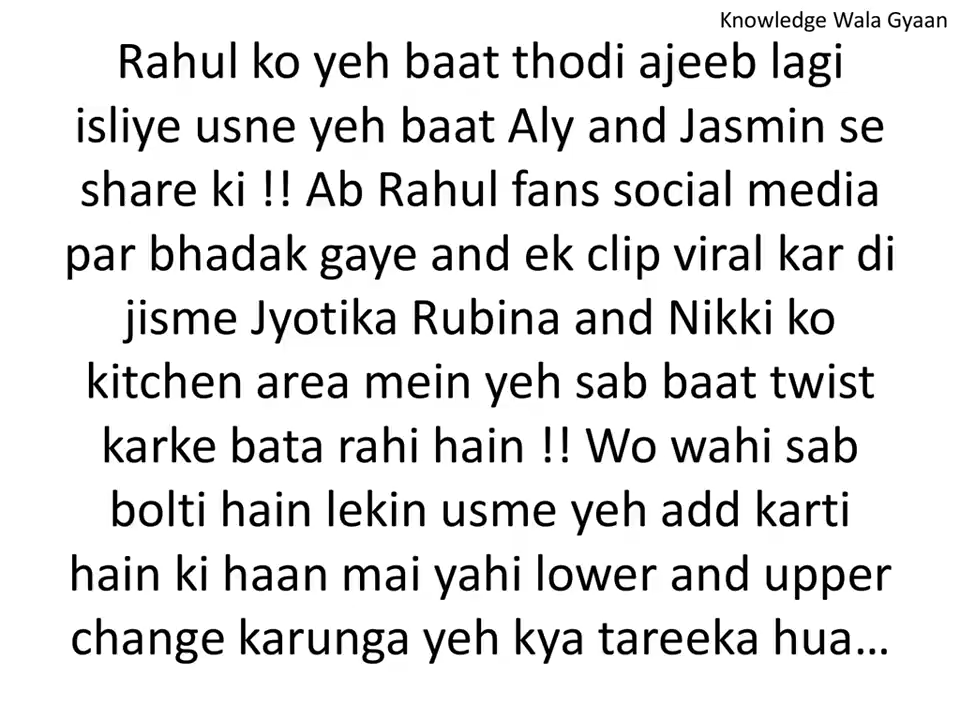 Knowledge Wala Gyaan
Rahul ko yeh baat thodi ajeeb lagi
isliye usne yeh baat Aly and Jasmin se
share ki !! Ab Rahul fans social media
par bhadak gaye and ek clip viral kar di
jisme Jyotika Rubina and Nikki ko
kitchen area mein yeh sab baat twist
karke bata rahi hain !! Wo wahi sab
bolti hain lekin usme yeh add karti
hain ki haan mai yahi lower and upper
change karunga yeh kya tareeka hua...